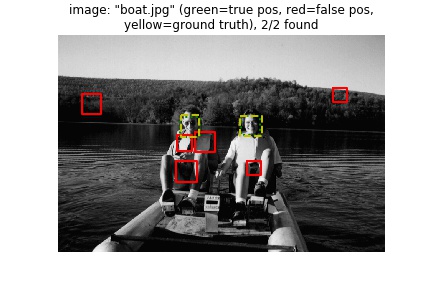 image: "boat.jpg" (green=true pos, red=false pos,
yellow=ground truth), 2/2 found